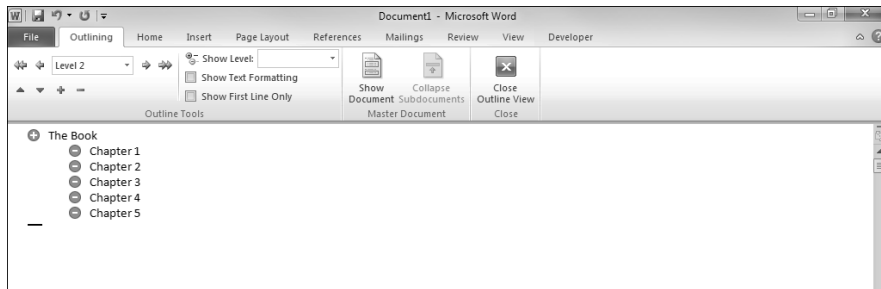 Document1 - Microsoft Word
File Outlining Home Insert Page Layout References Mailings Review View Developer
Level 2
Show Level:
Show Text Formatting
Show First Line Only
Outline Tools
Show Document
Collapse Subdocuments
Master Document
Close Outline View
Close
The Book
Chapter 1
Chapter 2
Chapter 3
Chapter 4
Chapter 5